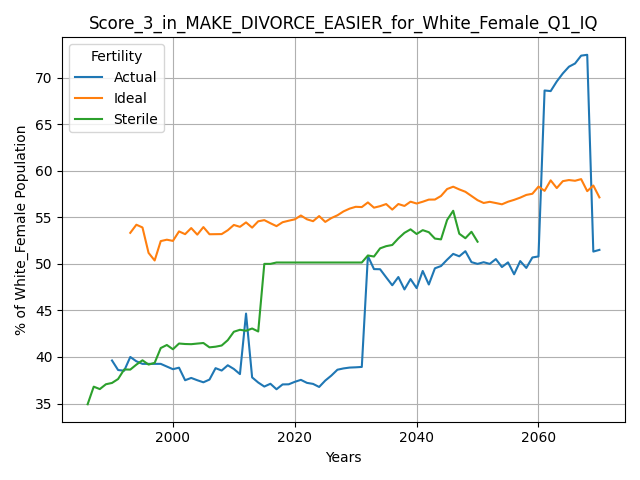 Score_3_in_MAKE_DIVORCE_EASIER_for_White_Female_Q1_IQ
Fertility
Actual
Ideal
Sterile
% of White_Female Population
70
65
60
55
50
45
40
35
2000
2020
2040
2060
Years